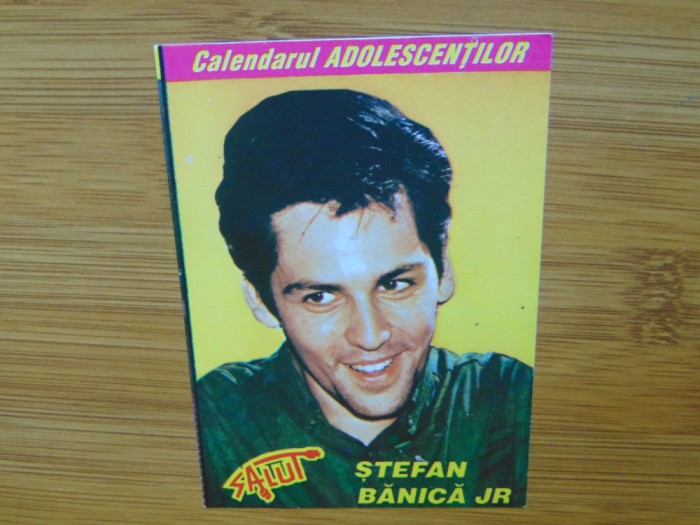 Calendarul ADOLESCENȚILOR
SALUT
ȘTEFAN
BĂNICĂ JR